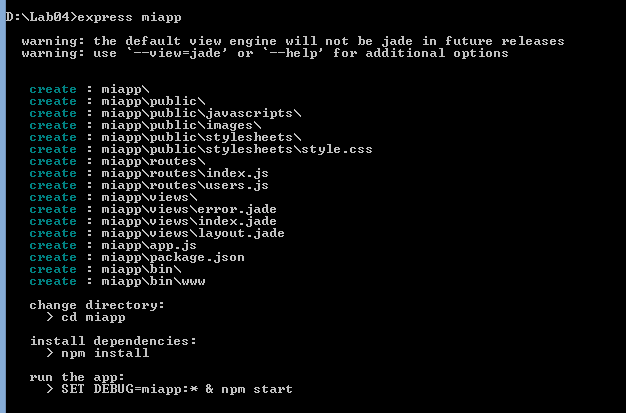 D:\Lab04>express miapp
warning: the default view engine will not be jade in future releases
warning: use `--view=jade' or `--help' for additional options
create : miapp\
create : miapp\public\
create : miapp\public\javascripts\
create : miapp\public\images\
create : miapp\public\stylesheets\
create : miapp\public\stylesheets\style.css
create : miapp\routes\
create : miapp\routes\index.js
create : miapp\routes\users.js
create : miapp\views\
create : miapp\views\error.jade
create : miapp\views\index.jade
create : miapp\views\layout.jade
create : miapp\app.js
create : miapp\package.json
create : miapp\bin\
create : miapp\bin\www
change directory:
> cd miapp
install dependencies:
> npm install
run the app:
> SET DEBUG=miapp:* & npm start